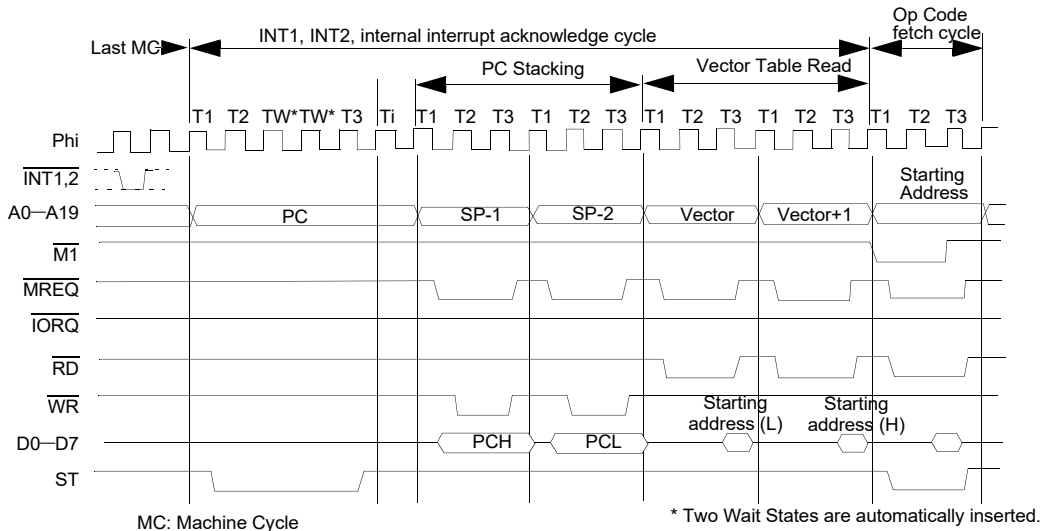 Op Code
fetch cycle
Last MC
INT1, INT2, internal interrupt acknowledge cycle
PC Stacking
Vector Table Read
T1 T2 TW* TW* T3 Ti T1 T2 T3 T1 T2 T3 T1 T2 T3 T1 T2 T3 T1 T2 T3
Phi
INT1,2
Starting
Address
A0—A19
PC SP-1 SP-2 Vector Vector+1
M1
MREQ
IORQ
RD
WR
Starting
address (L)
Starting
address (H)
D0—D7
PCH PCL
ST
MC: Machine Cycle
* Two Wait States are automatically inserted.